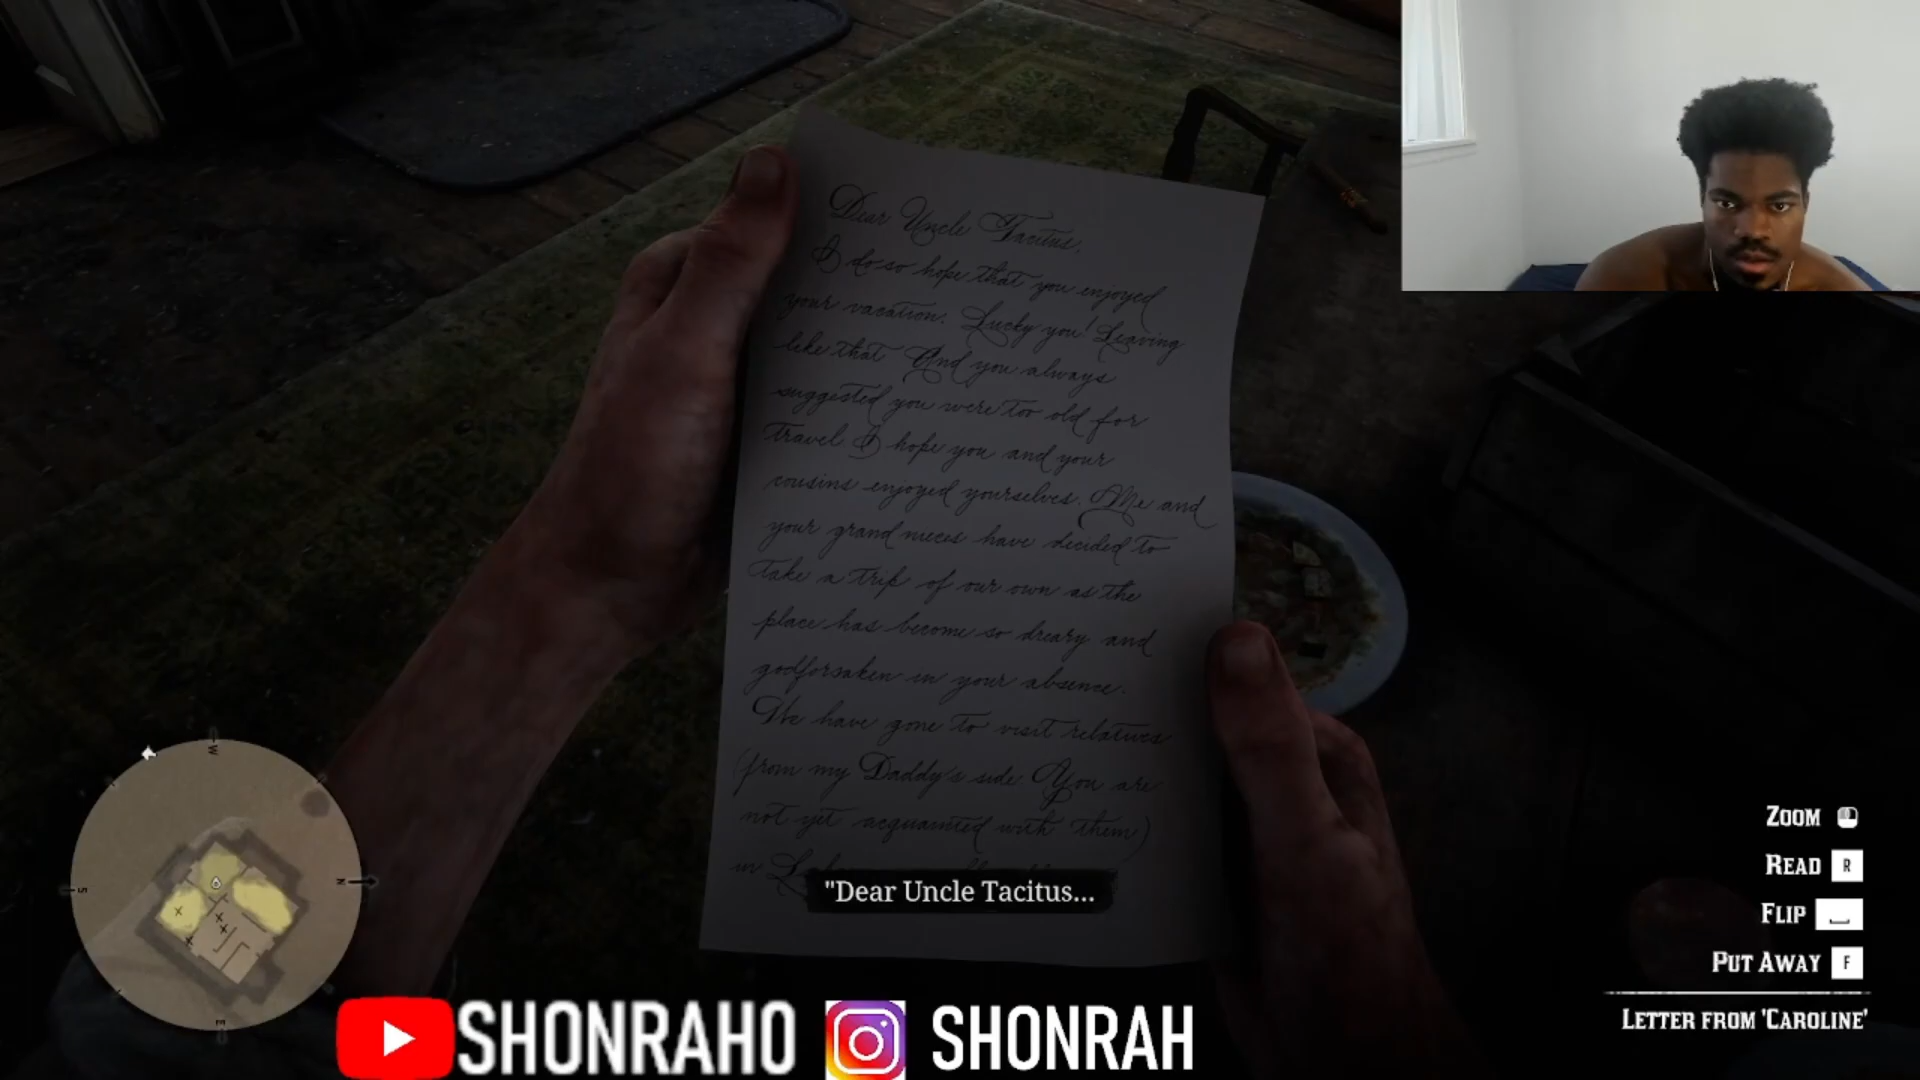 Dear Uncle Tacitus,
I do so hope that you enjoyed
your vacation. Lucky you! Leaving
like that And you always
suggested you were too old for
travel. I hope you and your
cousins enjoyed yourselves. Me and
your grand nieces have decided to
take a trip of our own as the
place has become so dreary and
godforsaken in your absence.
We have gone to visit relatives
(from my Daddy's side. You are
not yet acquainted with them)
in
"Dear Uncle Tacitus...
W
N
S
E
ZOOM
READ R
FLIP
PUT AWAY F
LETTER FROM 'CAROLINE'
SHONRAHO
SHONRAH